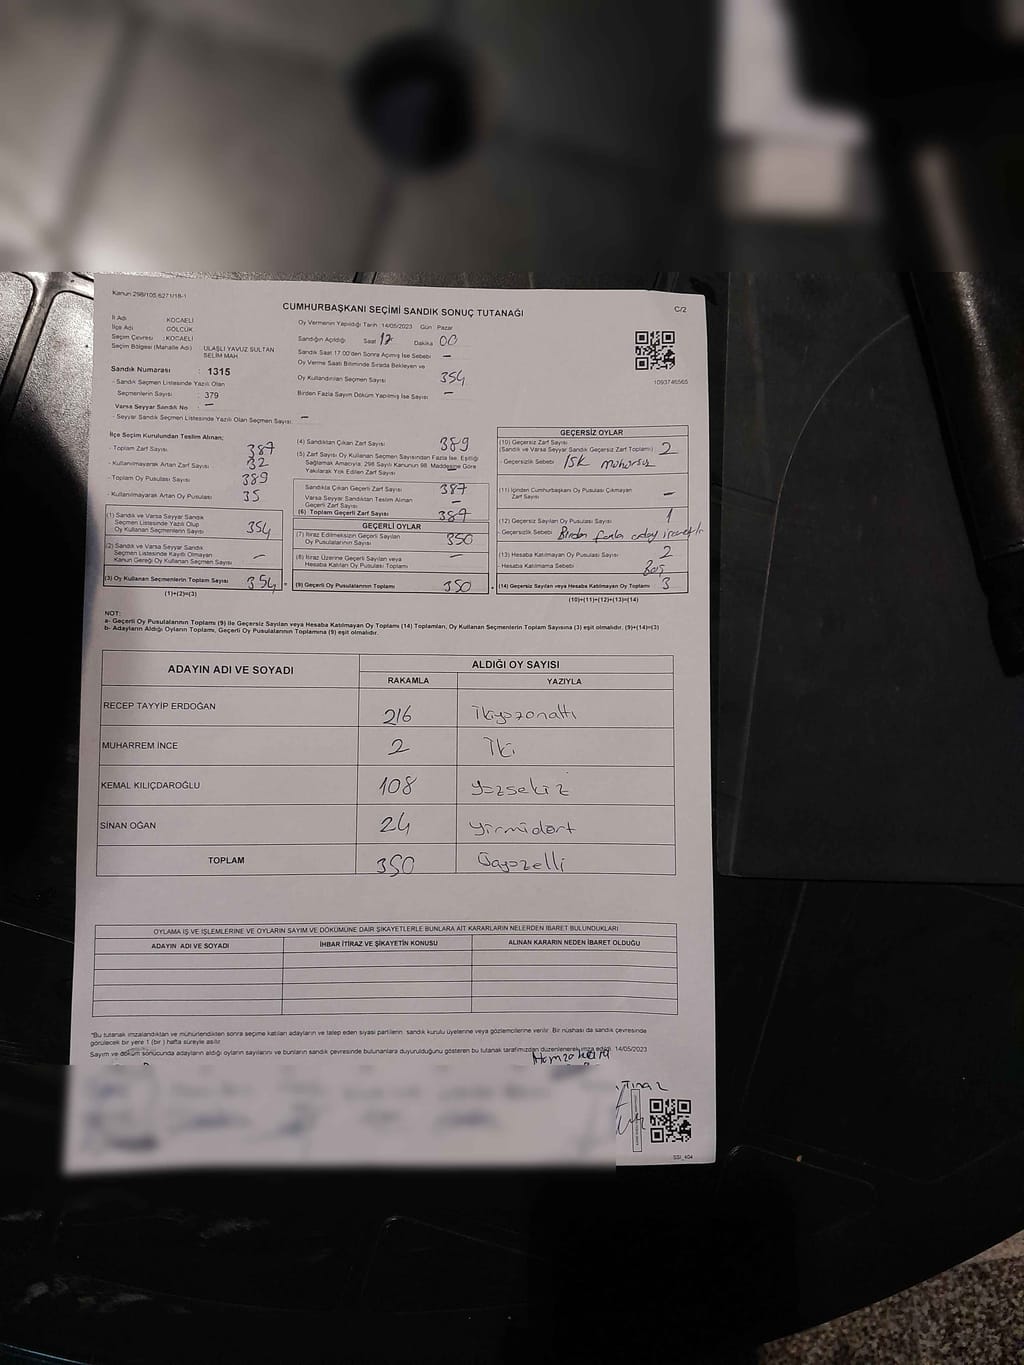 Kanun 298/105,6271/18-1
CUMHURBAŞKANI SEÇİMİ SANDIK SONUÇ TUTANAĞI
C/2
İl Adı : KOCAELİ
İlçe Adı : GÖLCÜK
Seçim Çevresi : KOCAELİ
Seçim Bölgesi (Mahalle Adı) : ULAŞLI YAVUZ SULTAN SELİM MAH
Sandık Numarası : 1315
- Sandık Seçmen Listesinde Yazılı Olan
Seçmenlerin Sayısı : 379
Varsa Seyyar Sandık No : –
- Seyyar Sandık Seçmen Listesinde Yazılı Olan Seçmen Sayısı : –
Oy Vermenin Yapıldığı Tarih : 14/05/2023 Gün : Pazar
Sandığın Açıldığı Saat 17 Dakika 00
Sandık Saat 17.00'den Sonra Açılmış İse Sebebi –
Oy Verme Saati Bitiminde Sırada Bekleyen ve
Oy Kullandırılan Seçmen Sayısı 354
Birden Fazla Sayım Döküm Yapılmış İse Sayısı –
1093746565
İlçe Seçim Kurulundan Teslim Alınan;
- Toplam Zarf Sayısı 387
- Kullanılmayarak Artan Zarf Sayısı 32
- Toplam Oy Pusulası Sayısı 389
- Kullanılmayarak Artan Oy Pusulası 35
(1) Sandık ve Varsa Seyyar Sandık
Seçmen Listesinde Yazılı Olup
Oy Kullanan Seçmenlerin Sayısı 354
(2) Sandık ve Varsa Seyyar Sandık
Seçmen Listesinde Kayıtlı Olmayan
Kanun Gereği Oy Kullanan Seçmen Sayısı –
(3) Oy Kullanan Seçmenlerin Toplam Sayısı 354
(1)+(2)=(3)
(4) Sandıktan Çıkan Zarf Sayısı 389
(5) Zarf Sayısı Oy Kullanan Seçmen Sayısından Fazla İse, Eşitliği
Sağlamak Amacıyla; 298 Sayılı Kanunun 98. Maddesine Göre
Yakılarak Yok Edilen Zarf Sayısı –
Sandıkta Çıkan Geçerli Zarf Sayısı 387
Varsa Seyyar Sandıktan Teslim Alınan
Geçerli Zarf Sayısı –
(6) Toplam Geçerli Zarf Sayısı 387
GEÇERLİ OYLAR
(7) İtiraz Edilmeksizin Geçerli Sayılan
Oy Pusulalarının Sayısı 350
(8) İtiraz Üzerine Geçerli Sayılan veya
Hesaba Katılan Oy Pusulaları Toplamı –
(9) Geçerli Oy Pusulalarının Toplamı 350
GEÇERSİZ OYLAR
(10) Geçersiz Zarf Sayısı
(Sandık ve Varsa Seyyar Sandık Geçersiz Zarf Toplamı) 2
- Geçersizlik Sebebi
(11) İçinden Cumhurbaşkanı Oy Pusulası Çıkmayan
Zarf Sayısı –
(12) Geçersiz Sayılan Oy Pusulası Sayısı 1
- Geçersizlik Sebebi Birden fazla aday
(13) Hesaba Katılmayan Oy Pusulası Sayısı 2
- Hesaba Katılmama Sebebi Boş
(14) Geçersiz Sayılan veya Hesaba Katılmayan Oy Toplamı 3
(10)+(11)+(12)+(13)=(14)
NOT:
a- Geçerli Oy Pusulalarının Toplamı (9) ile Geçersiz Sayılan veya Hesaba Katılmayan Oy Toplamı (14) Toplamları, Oy Kullanan Seçmenlerin Toplam Sayısına (3) eşit olmalıdır. (9)+(14)=(3)
b- Adayların Aldığı Oyların Toplamı, Geçerli Oy Pusulalarının Toplamına (9) eşit olmalıdır.
ADAYIN ADI VE SOYADI ALDIĞI OY SAYISI
RAKAMLA YAZIYLA
RECEP TAYYİP ERDOĞAN 216 İkiyüzonaltı
MUHARREM İNCE 2 İki
KEMAL KILIÇDAROĞLU 108 yüzsekiz
SİNAN OĞAN 24 yirmidört
TOPLAM 350 Üçyüzelli
OYLAMA İŞ VE İŞLEMLERİNE VE OYLARIN SAYIM VE DÖKÜMÜNE DAİR ŞİKAYETLERLE BUNLARA AİT KARARLARIN NELERDEN İBARET BULUNDUKLARI
ADAYIN ADI VE SOYADI İHBAR İTİRAZ VE ŞİKAYETİN KONUSU ALINAN KARARIN NEDEN İBARET OLDUĞU
*Bu tutanak imzalandıktan ve mühürlendikten sonra seçime katılan adayların ve talep eden siyasi partilerin sandık kurulu üyelerine veya gözlemcilerine verilir. Bir nüshası da sandık çevresinde
görülecek bir yere 1 (bir) hafta süreyle asılır
Sayım ve döküm sonucunda adayların aldığı oyların sayılarını ve bunların sandık çevresinde bulunanlara duyurulduğunu gösteren bu tutanak tarafımızdan düzenlenerek imza edildi. 14/05/2023
SSI_404